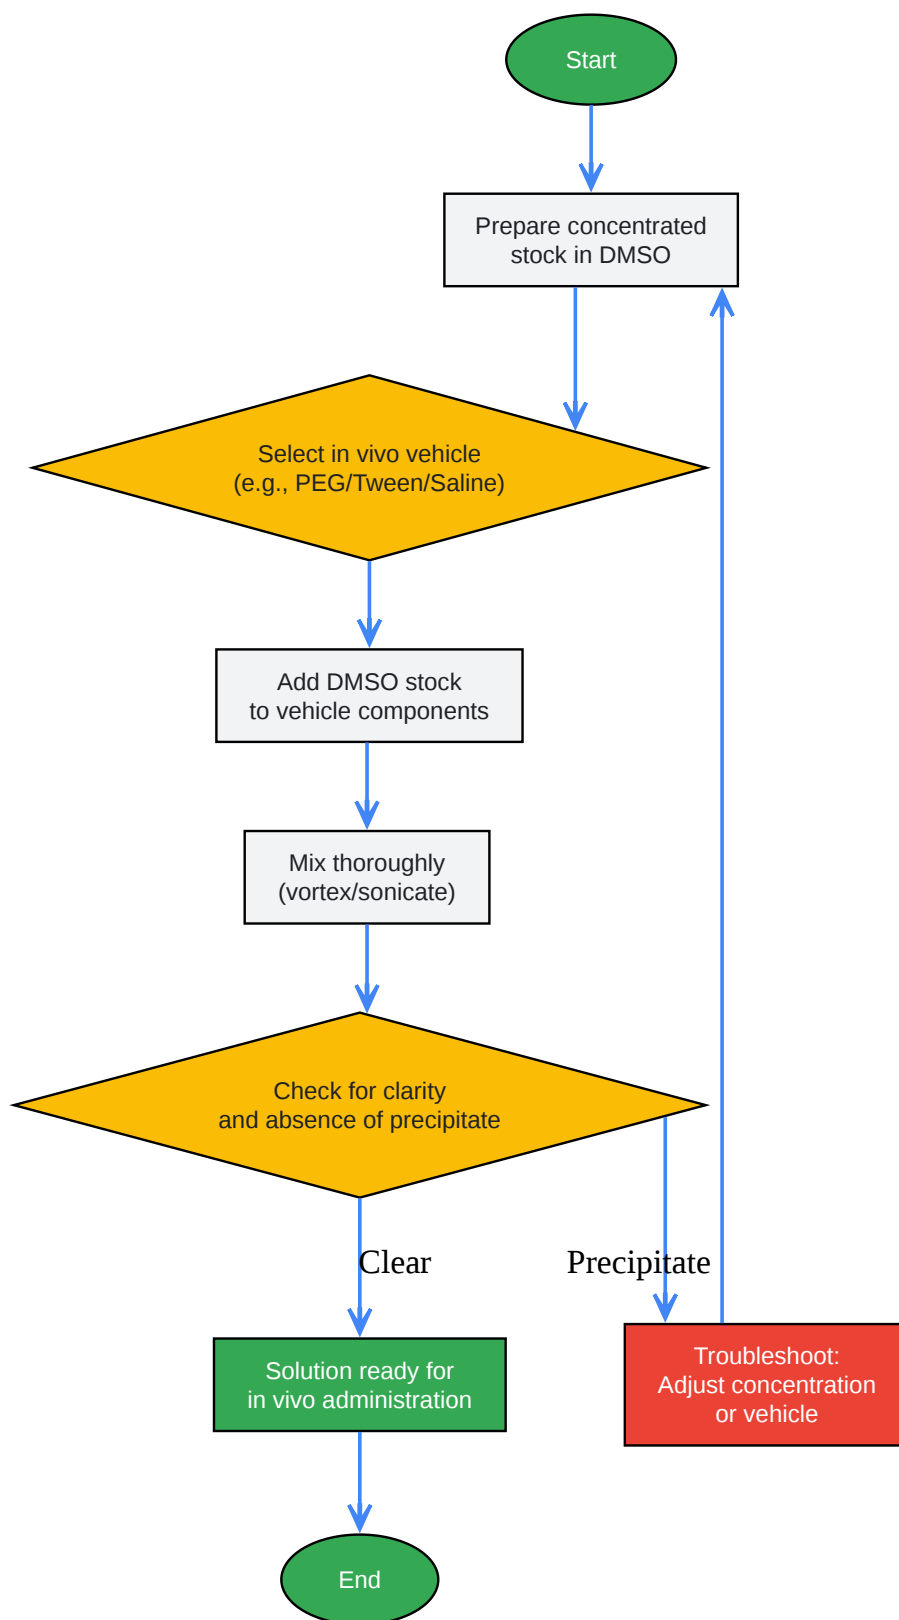 Start
Prepare concentrated
stock in DMSO
Select in vivo vehicle
(e.g., PEG/Tween/Saline)
Add DMSO stock
to vehicle components
Mix thoroughly
(vortex/sonicate)
Check for clarity
and absence of precipitate
Clear
Precipitate
Solution ready for
in vivo administration
Troubleshoot:
Adjust concentration
or vehicle
End